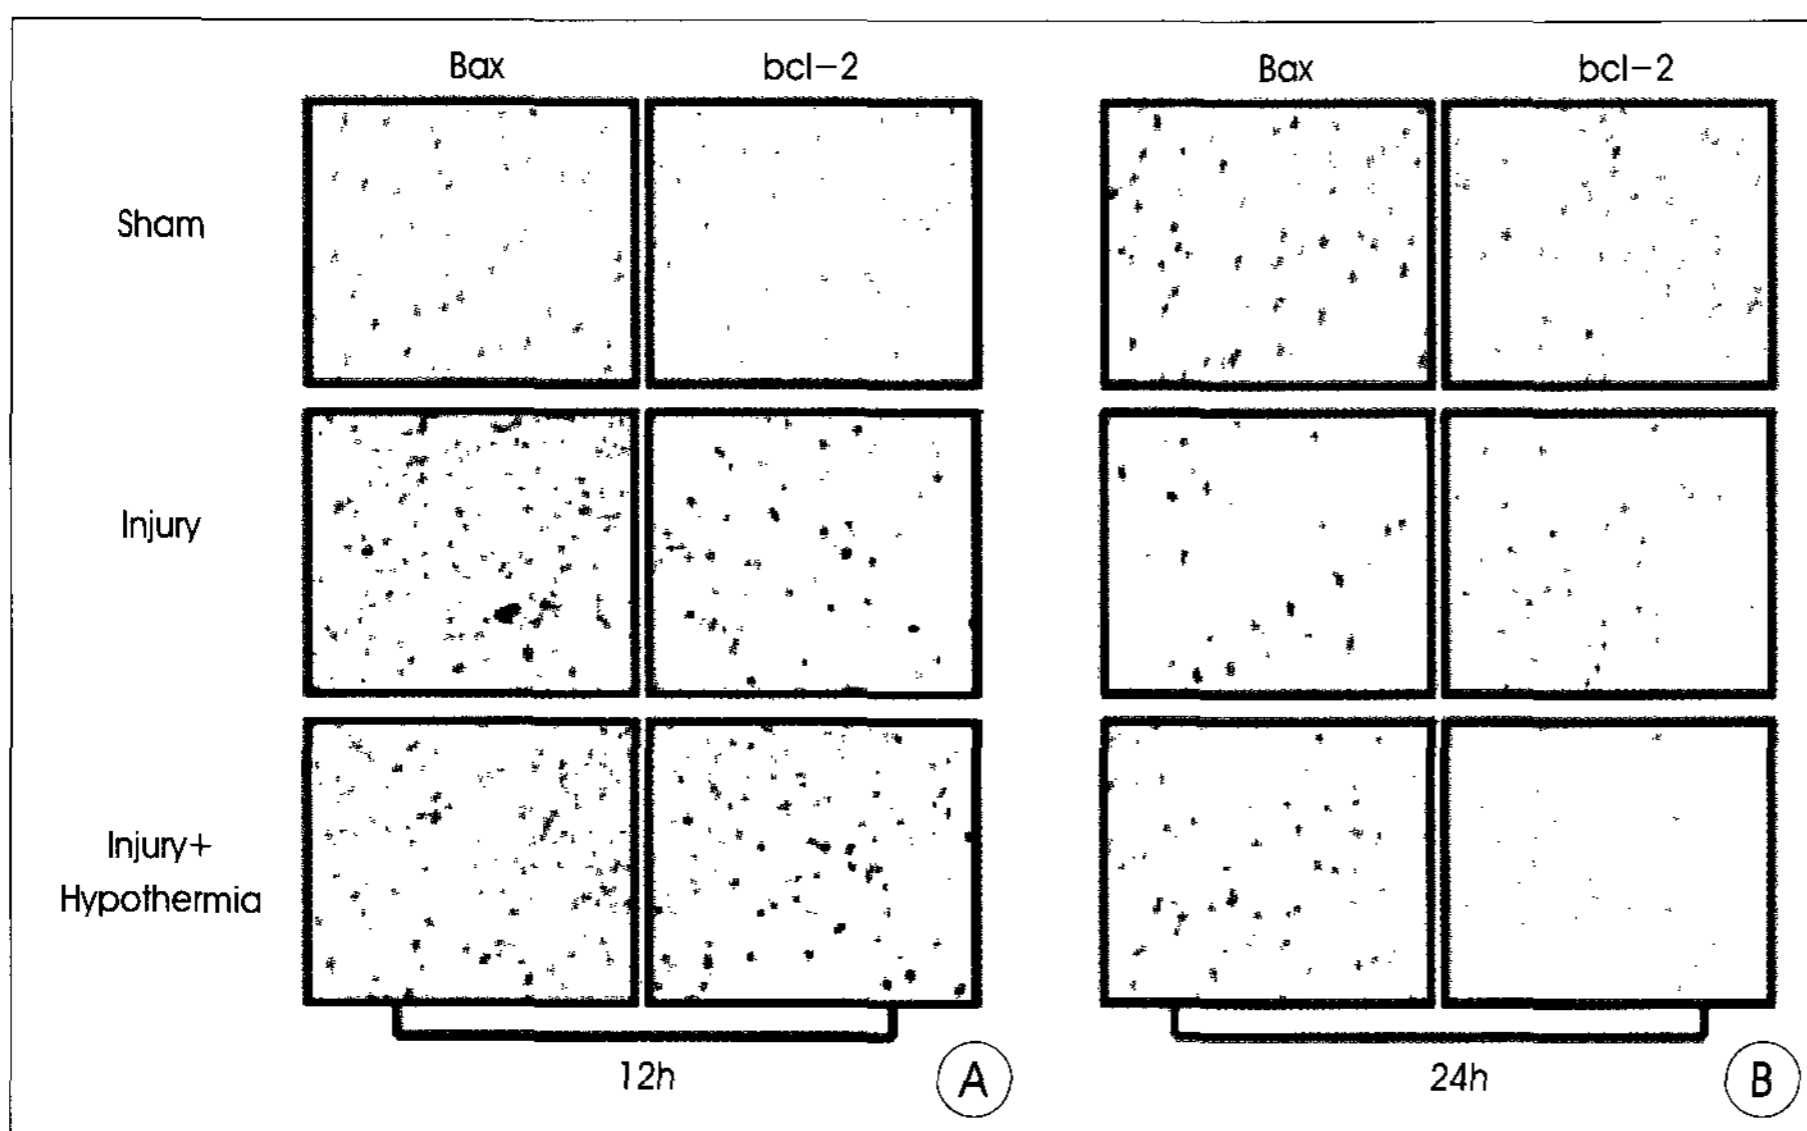 Bax bcl-2 Bax bcl-2
Sham
Injury
Injury+
Hypothermia
12h A 24h B